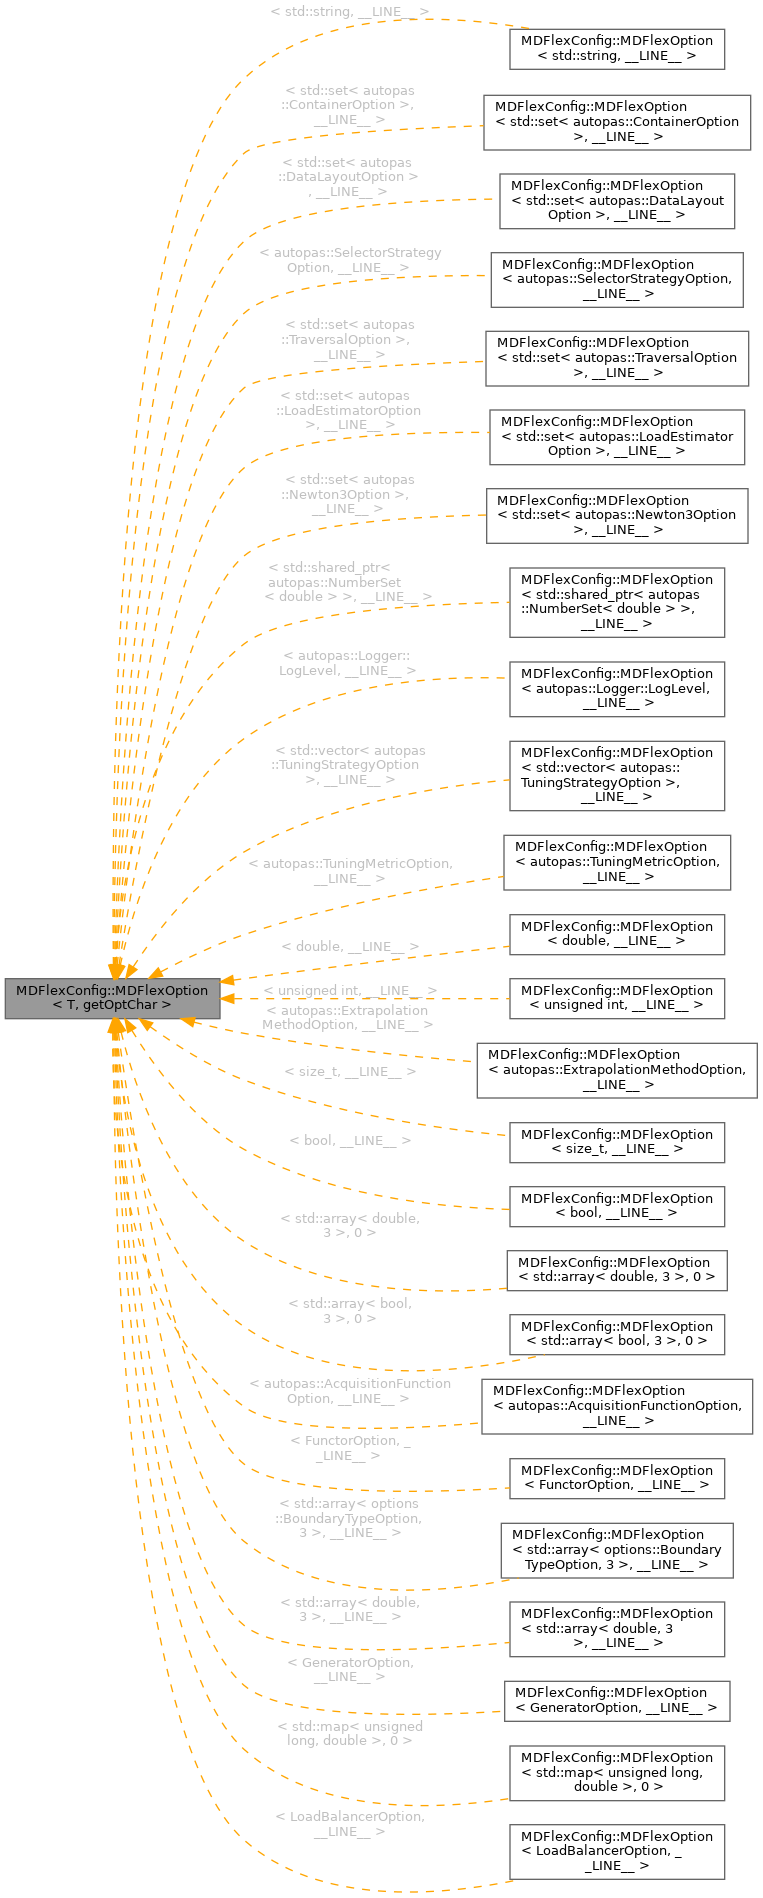 < std::string, __LINE__ >
MDFlexConfig::MDFlexOption
< std::string, __LINE__ >
< std::set< autopas
::ContainerOption >,
__LINE__ >
MDFlexConfig::MDFlexOption
< std::set< autopas::ContainerOption
>, __LINE__ >
< std::set< autopas
::DataLayoutOption >
, __LINE__ >
MDFlexConfig::MDFlexOption
< std::set< autopas::DataLayout
Option >, __LINE__ >
< autopas::SelectorStrategy
Option, __LINE__ >
MDFlexConfig::MDFlexOption
< autopas::SelectorStrategyOption,
__LINE__ >
< std::set< autopas
::TraversalOption >,
__LINE__ >
MDFlexConfig::MDFlexOption
< std::set< autopas::TraversalOption
>, __LINE__ >
< std::set< autopas
::LoadEstimatorOption
>, __LINE__ >
MDFlexConfig::MDFlexOption
< std::set< autopas::LoadEstimator
Option >, __LINE__ >
< std::set< autopas
::Newton3Option >,
__LINE__ >
MDFlexConfig::MDFlexOption
< std::set< autopas::Newton3Option
>, __LINE__ >
< std::shared_ptr<
autopas::NumberSet
< double > >, __LINE__ >
MDFlexConfig::MDFlexOption
< std::shared_ptr< autopas
::NumberSet< double > >,
__LINE__ >
< autopas::Logger::
LogLevel, __LINE__ >
MDFlexConfig::MDFlexOption
< autopas::Logger::LogLevel,
__LINE__ >
< std::vector< autopas
::TuningStrategyOption
>, __LINE__ >
MDFlexConfig::MDFlexOption
< std::vector< autopas::
TuningStrategyOption >,
__LINE__ >
< autopas::TuningMetricOption,
__LINE__ >
MDFlexConfig::MDFlexOption
< autopas::TuningMetricOption,
__LINE__ >
< double, __LINE__ >
MDFlexConfig::MDFlexOption
< double, __LINE__ >
MDFlexConfig::MDFlexOption
< T, getOptChar >
< unsigned int, __LINE__ >
MDFlexConfig::MDFlexOption
< unsigned int, __LINE__ >
< autopas::Extrapolation
MethodOption, __LINE__ >
MDFlexConfig::MDFlexOption
< autopas::ExtrapolationMethodOption,
__LINE__ >
< size_t, __LINE__ >
MDFlexConfig::MDFlexOption
< size_t, __LINE__ >
< bool, __LINE__ >
MDFlexConfig::MDFlexOption
< bool, __LINE__ >
< std::array< double,
3 >, 0 >
MDFlexConfig::MDFlexOption
< std::array< double, 3 >, 0 >
< std::array< bool,
3 >, 0 >
MDFlexConfig::MDFlexOption
< std::array< bool, 3 >, 0 >
< autopas::AcquisitionFunction
Option, __LINE__ >
MDFlexConfig::MDFlexOption
< autopas::AcquisitionFunctionOption,
__LINE__ >
< FunctorOption, _
_LINE__ >
MDFlexConfig::MDFlexOption
< FunctorOption, __LINE__ >
< std::array< options
::BoundaryTypeOption,
3 >, __LINE__ >
MDFlexConfig::MDFlexOption
< std::array< options::Boundary
TypeOption, 3 >, __LINE__ >
< std::array< double,
3 >, __LINE__ >
MDFlexConfig::MDFlexOption
< std::array< double, 3
>, __LINE__ >
< GeneratorOption,
__LINE__ >
MDFlexConfig::MDFlexOption
< GeneratorOption, __LINE__ >
< std::map< unsigned
long, double >, 0 >
MDFlexConfig::MDFlexOption
< std::map< unsigned long,
double >, 0 >
< LoadBalancerOption,
__LINE__ >
MDFlexConfig::MDFlexOption
< LoadBalancerOption, _
_LINE__ >